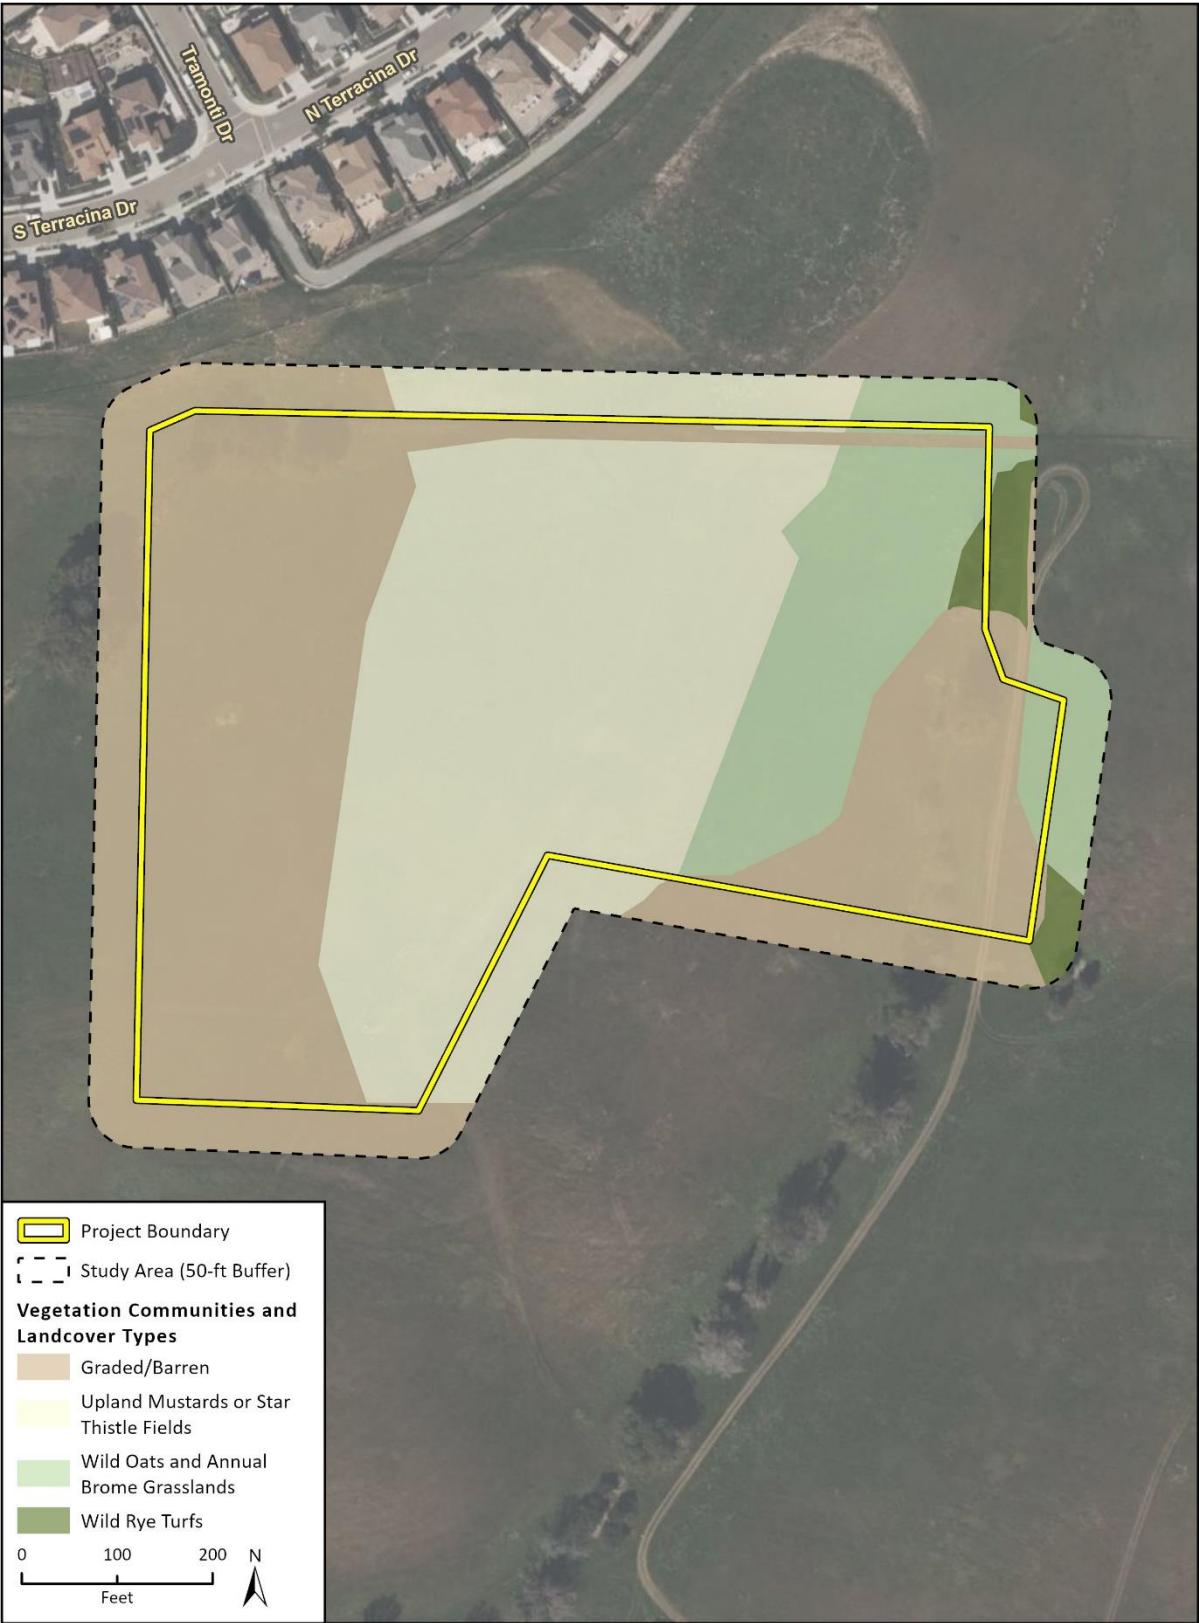 Tramonti Dr
N Terracina Dr
S Terracina Dr
Project Boundary
Study Area (50-ft Buffer)
Vegetation Communities and
Landcover Types
Graded/Barren
Upland Mustards or Star
Thistle Fields
Wild Oats and Annual
Brome Grasslands
Wild Rye Turfs
0 100 200 N
Feet